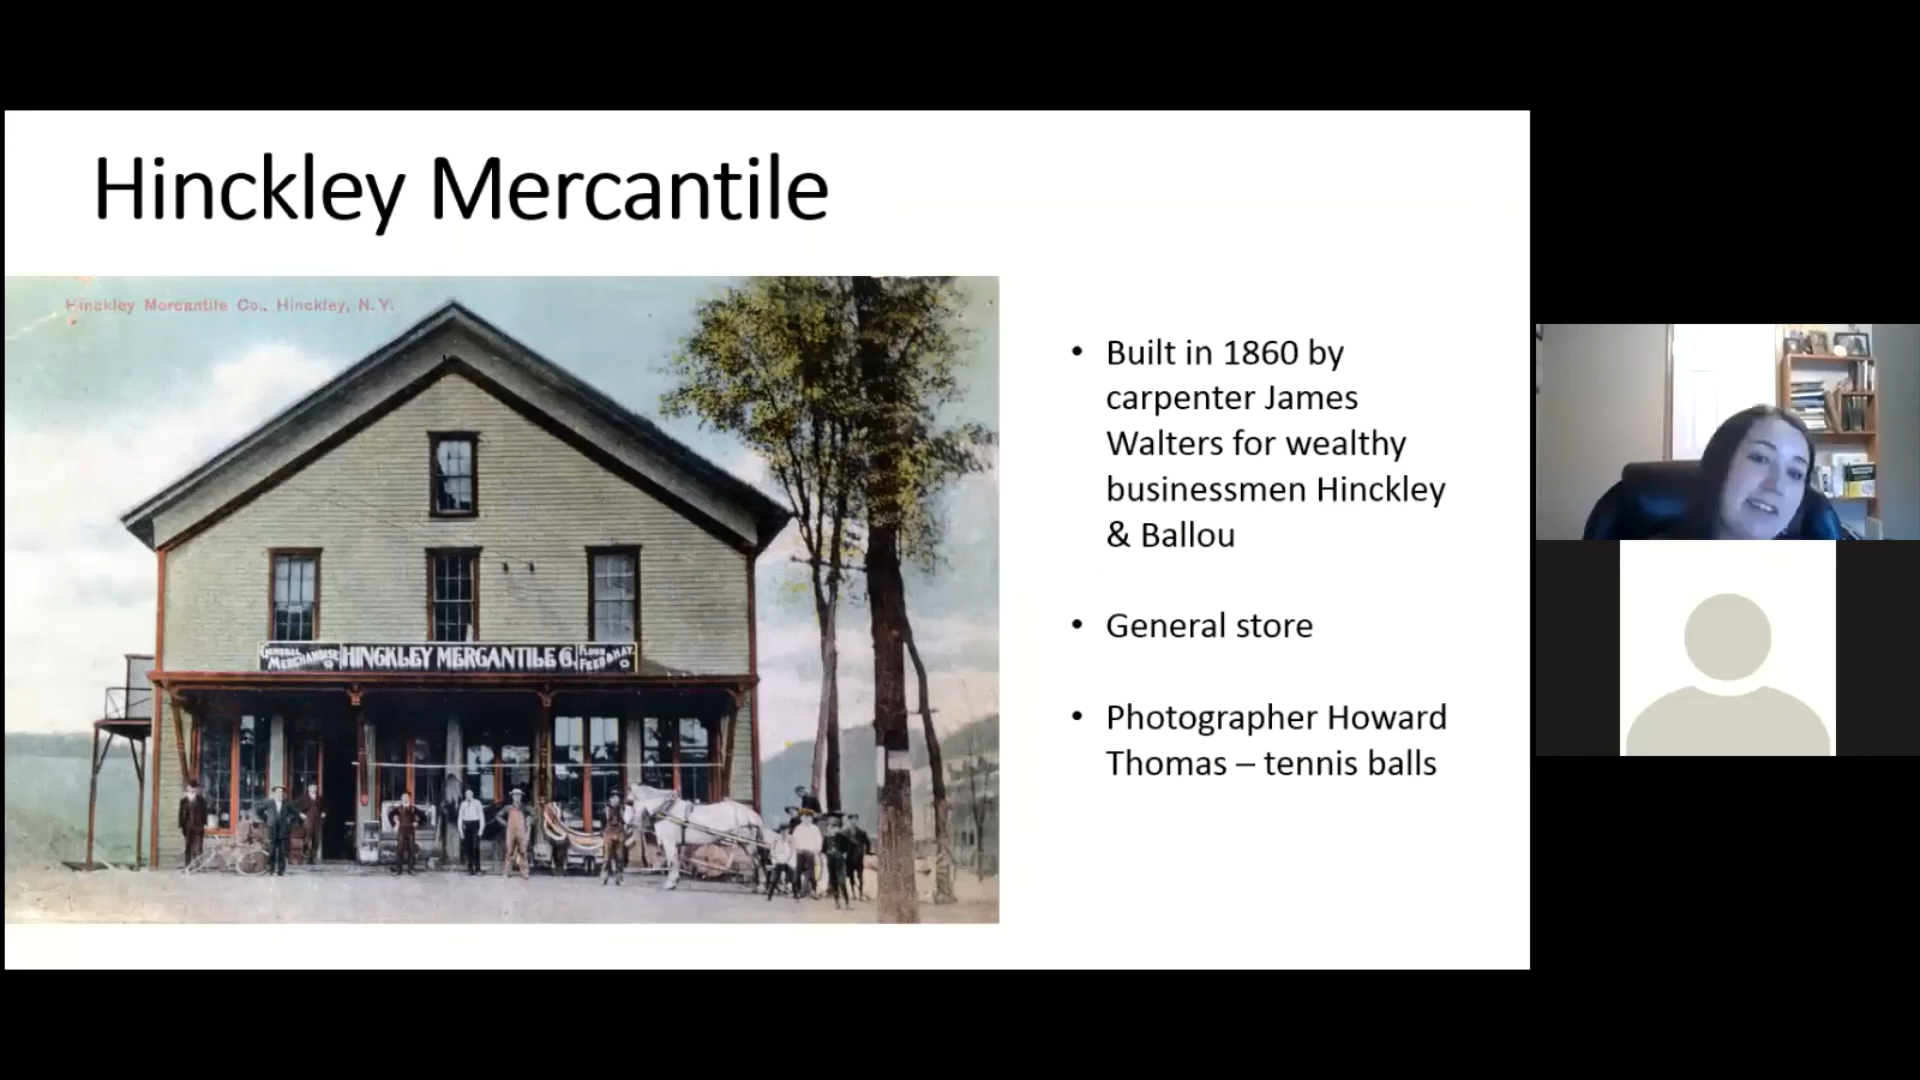 Hinckley Mercantile
Hinckley Mercantile Co., Hinckley, N.Y.
GENERAL MERCHANDISE HINCKLEY MERCANTILE Co. FLOUR FEED & HAY
• Built in 1860 by
carpenter James
Walters for wealthy
businessmen Hinckley
& Ballou
• General store
• Photographer Howard
Thomas – tennis balls